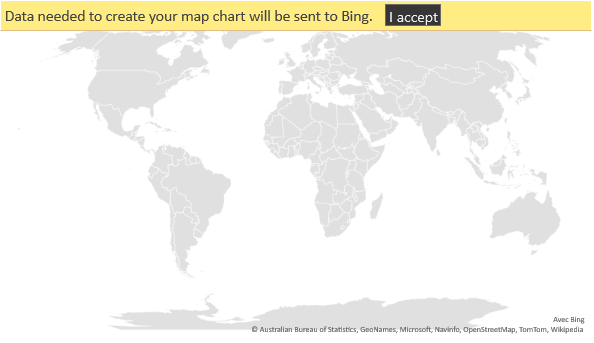 Data needed to create your map chart will be sent to Bing. I accept
Avec Bing
© Australian Bureau of Statistics, GeoNames, Microsoft, Navinfo, OpenStreetMap, TomTom, Wikipedia